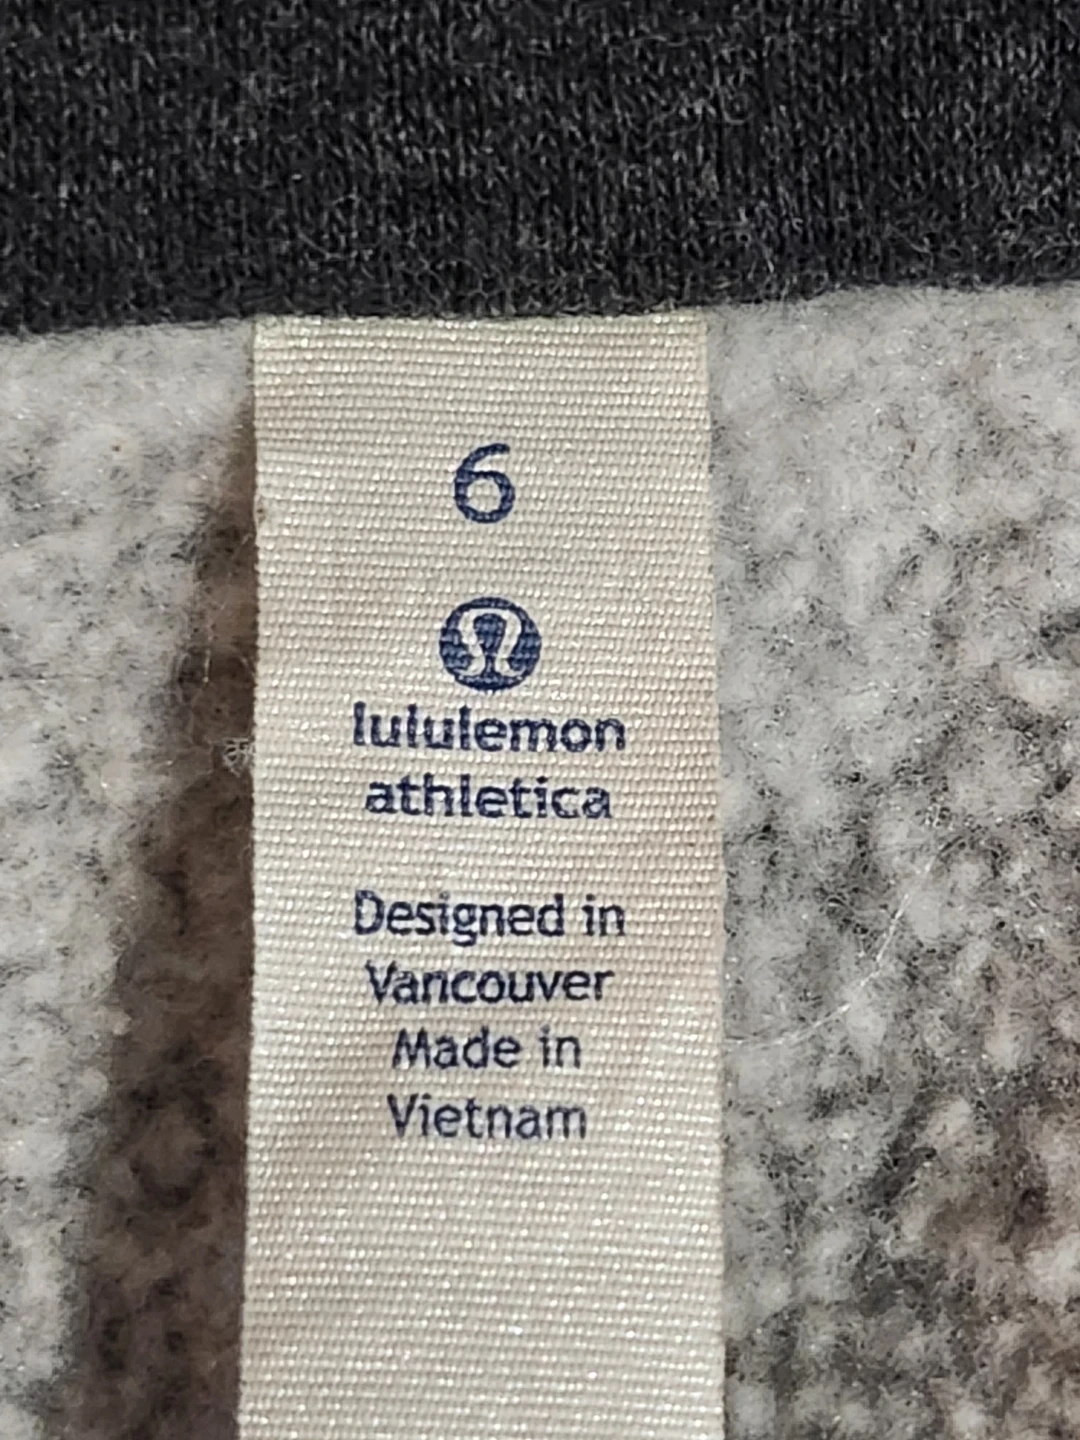 6
lululemon
athletica
Designed in
Vancouver
Made in
Vietnam